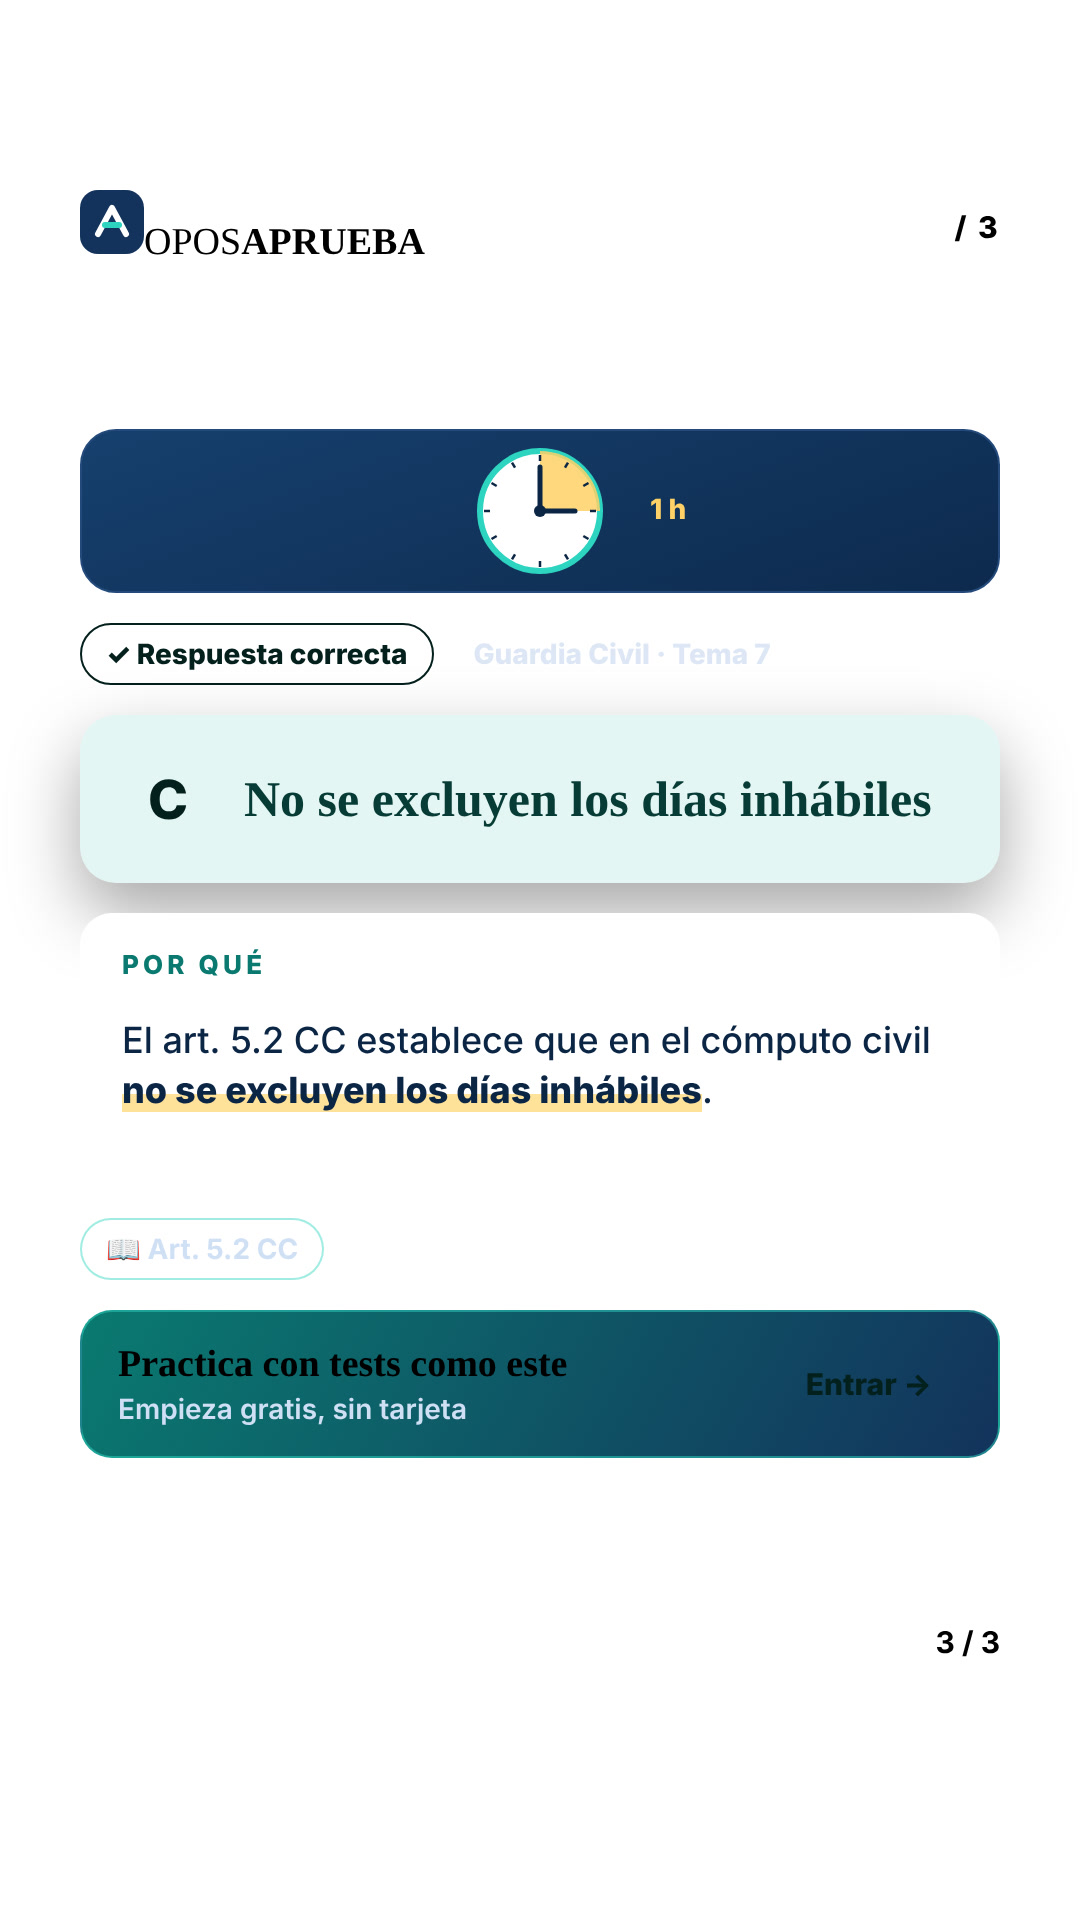 OPOSAPRUEBA
/ 3
1 h
✓ Respuesta correcta
Guardia Civil · Tema 7
C No se excluyen los días inhábiles
POR QUÉ
El art. 5.2 CC establece que en el cómputo civil
no se excluyen los días inhábiles.
📖 Art. 5.2 CC
Practica con tests como este
Empieza gratis, sin tarjeta
Entrar →
3 / 3